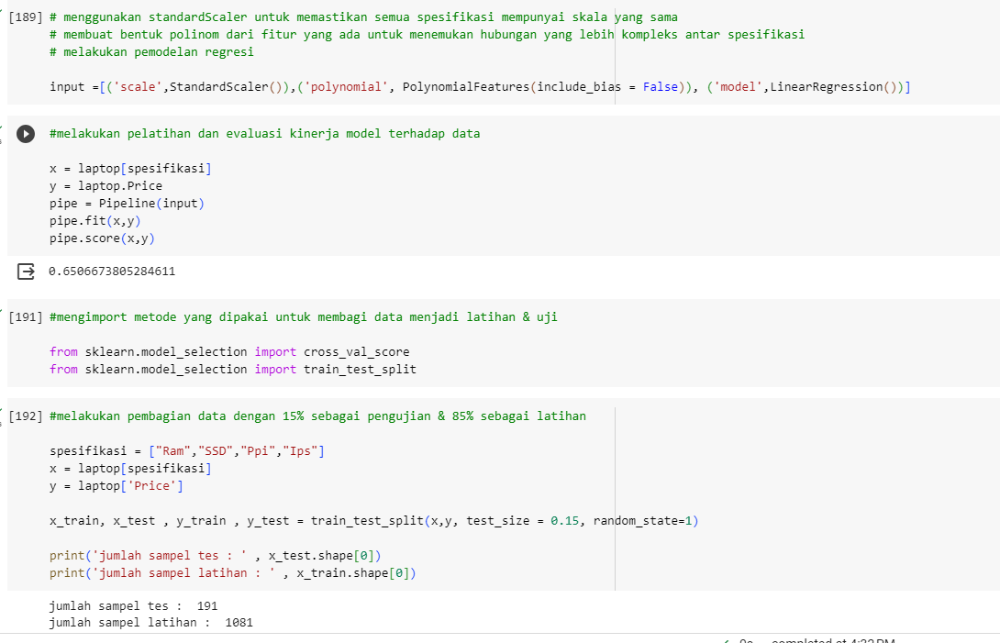 [189] # menggunakan standardScaler untuk memastikan semua spesifikasi mempunyai skala yang sama
# membuat bentuk polinom dari fitur yang ada untuk menemukan hubungan yang lebih kompleks antar spesifikasi
# melakukan pemodelan regresi
input =[('scale',StandardScaler()),('polynomial', PolynomialFeatures(include_bias = False)), ('model',LinearRegression())]
#melakukan pelatihan dan evaluasi kinerja model terhadap data
x = laptop[spesifikasi]
y = laptop.Price
pipe = Pipeline(input)
pipe.fit(x,y)
pipe.score(x,y)
0.6506673805284611
[191] #mengimport metode yang dipakai untuk membagi data menjadi latihan & uji
from sklearn.model_selection import cross_val_score
from sklearn.model_selection import train_test_split
[192] #melakukan pembagian data dengan 15% sebagai pengujian & 85% sebagai latihan
spesifikasi = ["Ram","SSD","Ppi","Ips"]
x = laptop[spesifikasi]
y = laptop['Price']
x_train, x_test , y_train , y_test = train_test_split(x,y, test_size = 0.15, random_state=1)
print('jumlah sampel tes : ' , x_test.shape[0])
print('jumlah sampel latihan : ' , x_train.shape[0])
jumlah sampel tes :  191
jumlah sampel latihan :  1081
0s completed at 4:32 PM